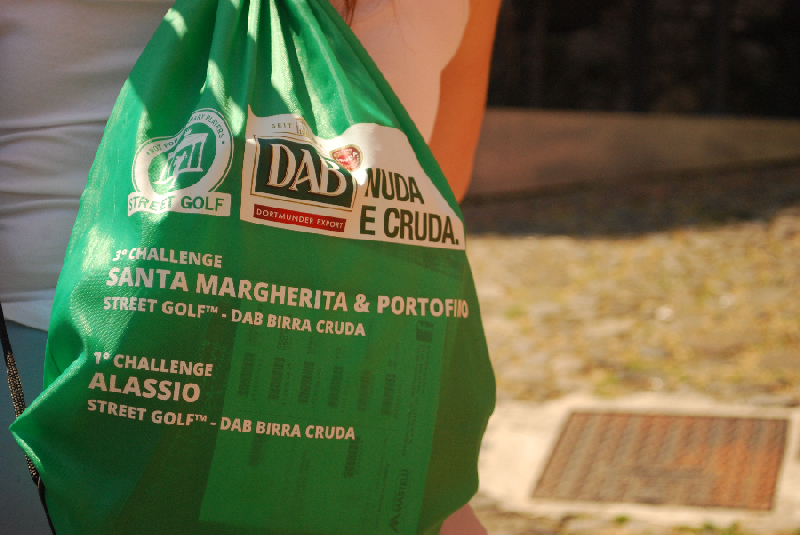 STREET GOLF
SEIT
DAB
DORTMUNDER EXPORT
NUDA
E CRUDA.
3° CHALLENGE
SANTA MARGHERITA & PORTOFINO
STREET GOLF™ - DAB BIRRA CRUDA
1° CHALLENGE
ALASSIO
STREET GOLF™ - DAB BIRRA CRUDA